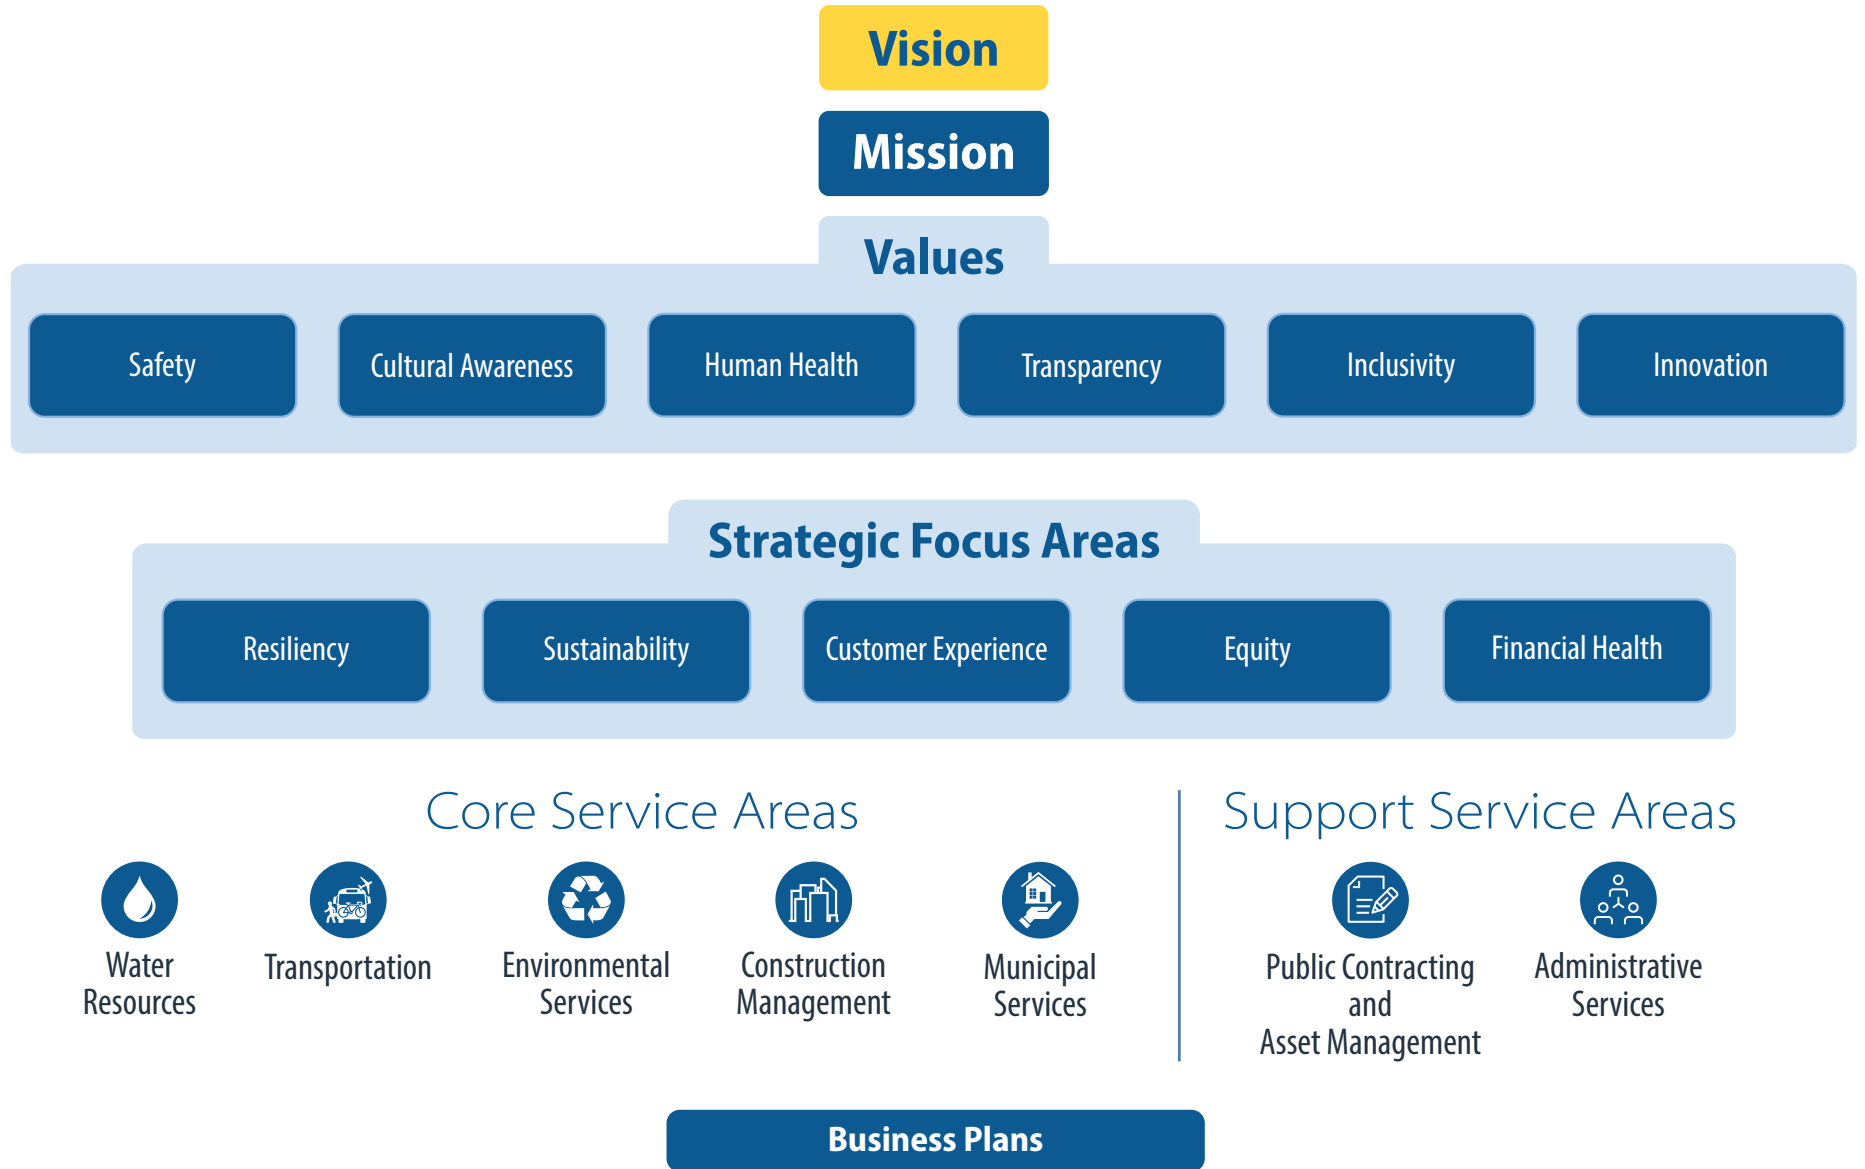 Vision
Mission
Values
Safety
Cultural Awareness
Human Health
Transparency
Inclusivity
Innovation
Strategic Focus Areas
Resiliency
Sustainability
Customer Experience
Equity
Financial Health
Core Service Areas
Water
Resources
Transportation
Environmental
Services
Construction
Management
Municipal
Services
Support Service Areas
Public Contracting
and
Asset Management
Administrative
Services
Business Plans